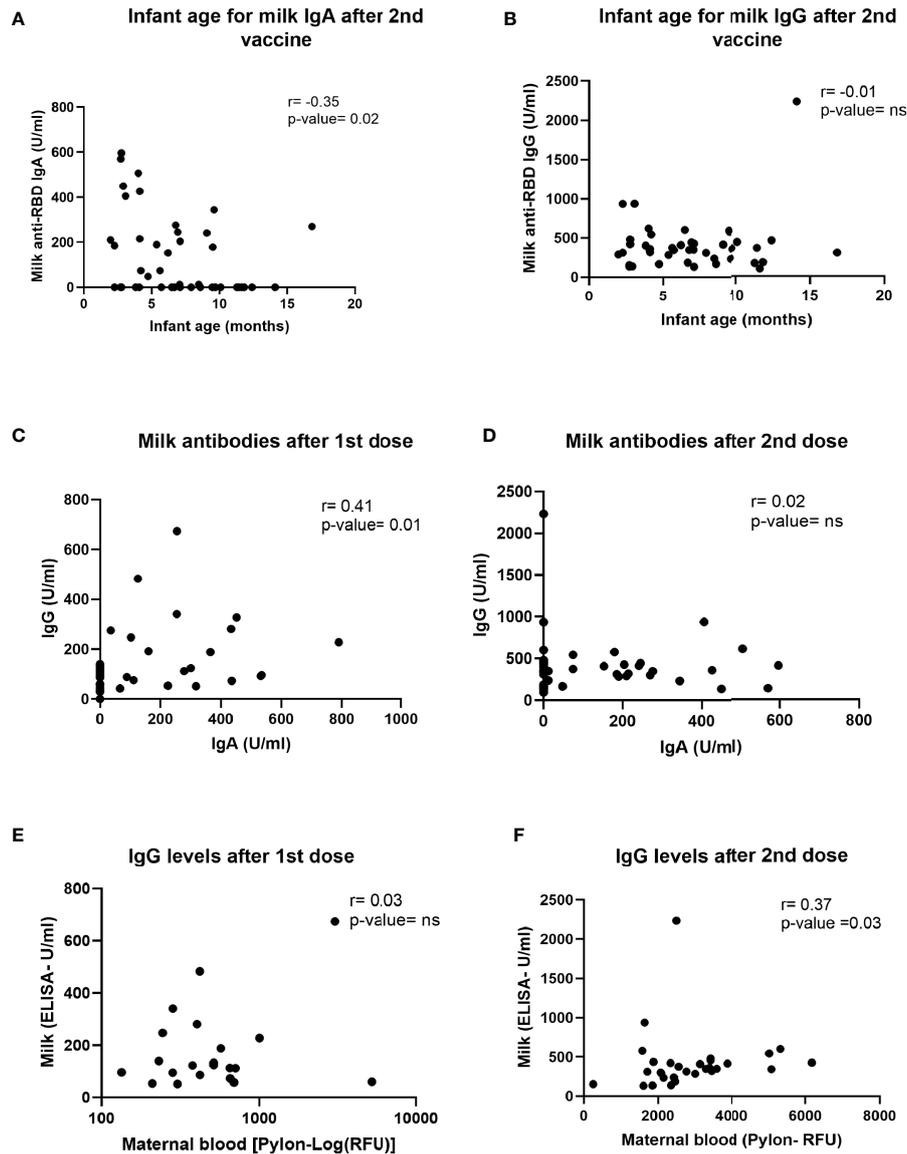 A
Infant age for milk IgA after 2nd
vaccine
r= -0.35
p-value= 0.02
800
600
400
200
0
Milk anti-RBD IgA (U/ml)
0 5 10 15 20
Infant age (months)
B
Infant age for milk IgG after 2nd
vaccine
r= -0.01
p-value= ns
2500
2000
1500
1000
500
0
Milk anti-RBD IgG (U/ml)
0 5 10 15 20
Infant age (months)
C
Milk antibodies after 1st dose
r= 0.41
p-value= 0.01
800
600
400
200
0
IgG (U/ml)
0 200 400 600 800 1000
IgA (U/ml)
D
Milk antibodies after 2nd dose
r= 0.02
p-value= ns
2500
2000
1500
1000
500
0
IgG (U/ml)
0 200 400 600 800
IgA (U/ml)
E
IgG levels after 1st dose
r= 0.03
p-value= ns
800
600
400
200
0
Milk (ELISA- U/ml)
100 1000 10000
Maternal blood [Pylon-Log(RFU)]
F
IgG levels after 2nd dose
r= 0.37
p-value =0.03
2500
2000
1500
1000
500
0
Milk (ELISA- U/ml)
0 2000 4000 6000 8000
Maternal blood (Pylon- RFU)